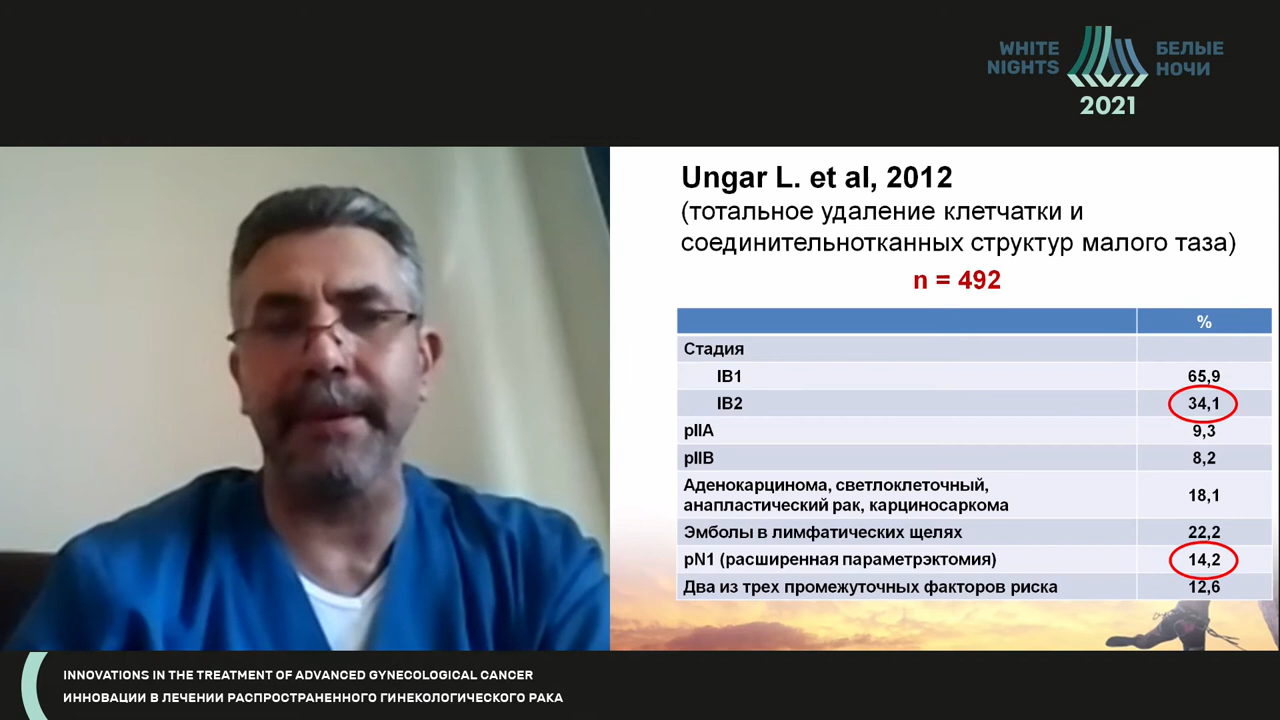 WHITE NIGHTS
БЕЛЫЕ НОЧИ
2021
Ungar L. et al, 2012
(тотальное удаление клетчатки и
соединительнотканных структур малого таза)
n = 492
%
Стадия
IB1 65,9
IB2 34,1
pIIA 9,3
pIIB 8,2
Аденокарцинома, светлоклеточный,
анапластический рак, карциносаркома 18,1
Эмболы в лимфатических щелях 22,2
pN1 (расширенная параметрэктомия) 14,2
Два из трех промежуточных факторов риска 12,6
INNOVATIONS IN THE TREATMENT OF ADVANCED GYNECOLOGICAL CANCER
ИННОВАЦИИ В ЛЕЧЕНИИ РАСПРОСТРАНЕННОГО ГИНЕКОЛОГИЧЕСКОГО РАКА